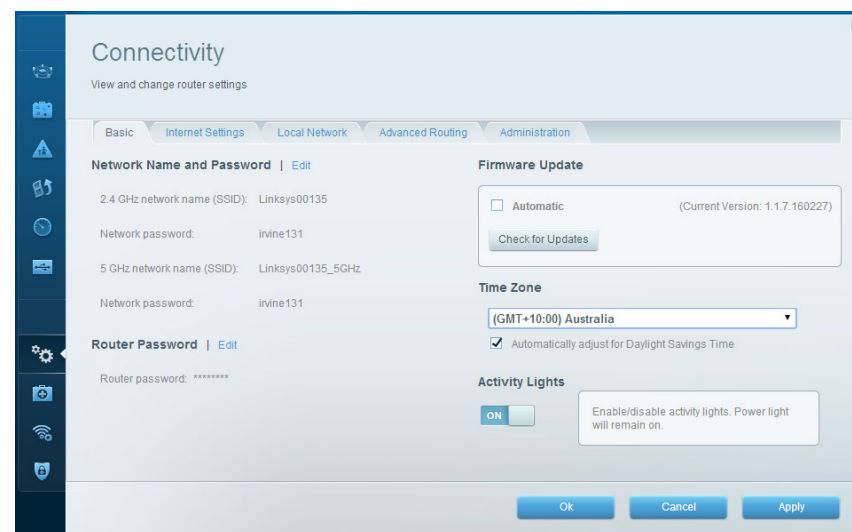 Connectivity
View and change router settings
Basic Internet Settings Local Network Advanced Routing Administration
Network Name and Password | Edit
2.4 GHz network name (SSID): Linksys00135
Network password: irvine131
5 GHz network name (SSID): Linksys00135_5GHz
Network password: irvine131
Router Password | Edit
Router password: ********
Firmware Update
Automatic (Current Version: 1.1.7.160227)
Check for Updates
Time Zone
(GMT+10:00) Australia
Automatically adjust for Daylight Savings Time
Activity Lights
ON
Enable/disable activity lights. Power light
will remain on.
Ok Cancel Apply